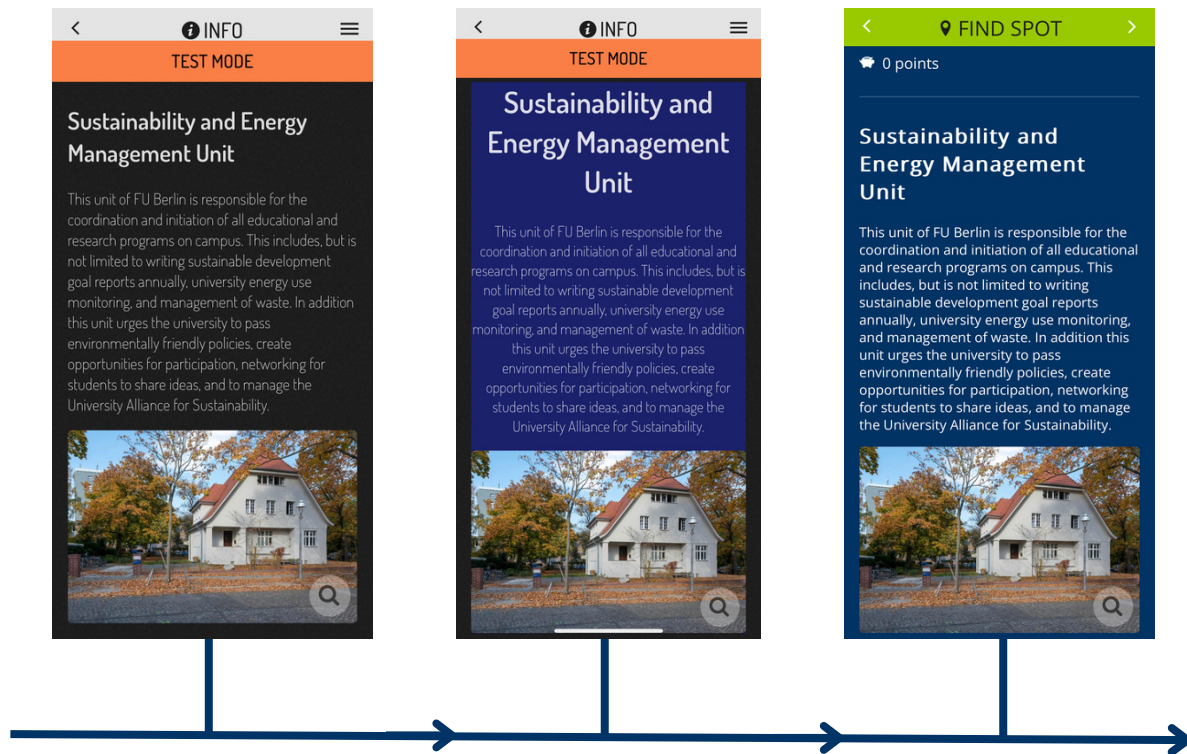 INFO
TEST MODE
Sustainability and Energy
Management Unit
This unit of FU Berlin is responsible for the
coordination and initiation of all educational and
research programs on campus. This includes, but is
not limited to writing sustainable development
goal reports annually, university energy use
monitoring, and management of waste. In addition
this unit urges the university to pass
environmentally friendly policies, create
opportunities for participation, networking for
students to share ideas, and to manage the
University Alliance for Sustainability.
INFO
TEST MODE
Sustainability and
Energy Management
Unit
This unit of FU Berlin is responsible for the
coordination and initiation of all educational and
research programs on campus. This includes, but is
not limited to writing sustainable development
goal reports annually, university energy use
monitoring, and management of waste. In addition
this unit urges the university to pass
environmentally friendly policies, create
opportunities for participation, networking for
students to share ideas, and to manage the
University Alliance for Sustainability.
FIND SPOT
0 points
Sustainability and
Energy Management
Unit
This unit of FU Berlin is responsible for the
coordination and initiation of all educational
and research programs on campus. This
includes, but is not limited to writing
sustainable development goal reports
annually, university energy use monitoring,
and management of waste. In addition this
unit urges the university to pass
environmentally friendly policies, create
opportunities for participation, networking
for students to share ideas, and to manage
the University Alliance for Sustainability.